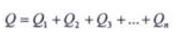 Q = Q₁ + Q₂ + Q₃ + ... + Qₙ